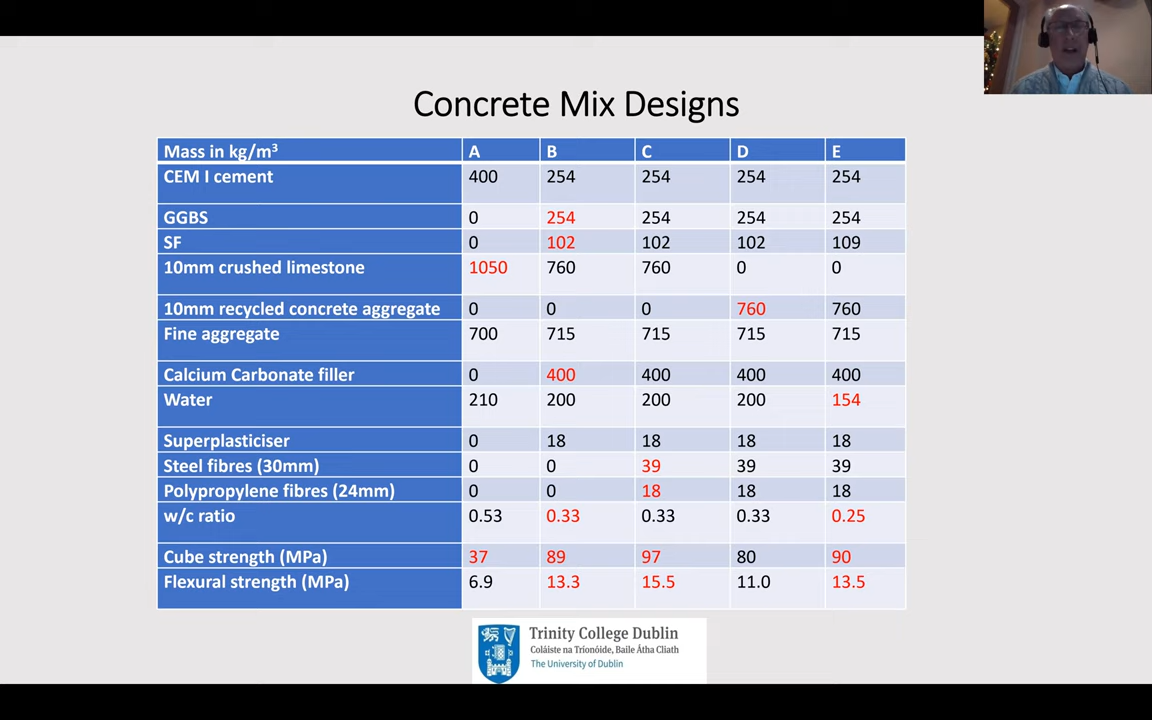 Concrete Mix Designs
Mass in kg/m³ A B C D E
CEM I cement 400 254 254 254 254
GGBS 0 254 254 254 254
SF 0 102 102 102 109
10mm crushed limestone 1050 760 760 0 0
10mm recycled concrete aggregate 0 0 0 760 760
Fine aggregate 700 715 715 715 715
Calcium Carbonate filler 0 400 400 400 400
Water 210 200 200 200 154
Superplasticiser 0 18 18 18 18
Steel fibres (30mm) 0 0 39 39 39
Polypropylene fibres (24mm) 0 0 18 18 18
w/c ratio 0.53 0.33 0.33 0.33 0.25
Cube strength (MPa) 37 89 97 80 90
Flexural strength (MPa) 6.9 13.3 15.5 11.0 13.5
Trinity College Dublin
Coláiste na Tríonóide, Baile Átha Cliath
The University of Dublin